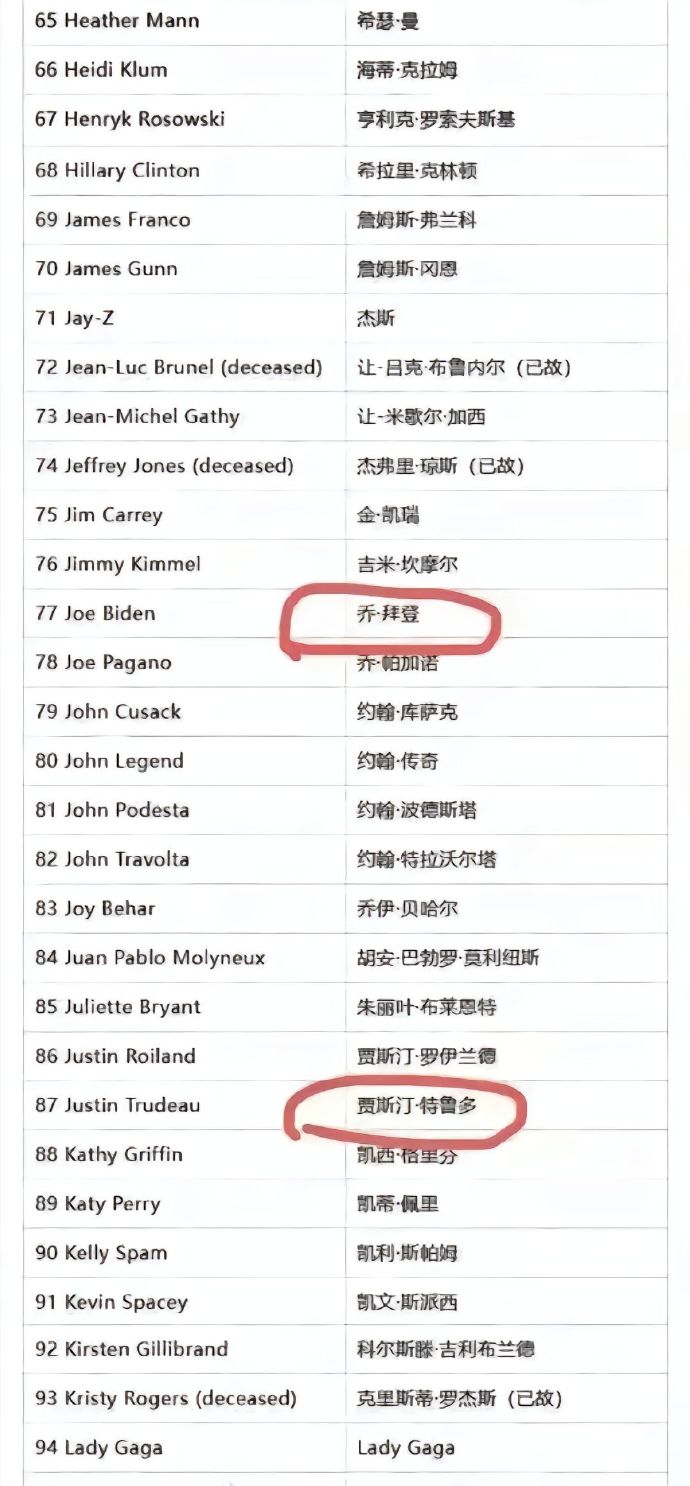 65 Heather Mann 希瑟·曼
66 Heidi Klum 海蒂·克拉姆
67 Henryk Rosowski 亨利克·罗索夫斯基
68 Hillary Clinton 希拉里·克林顿
69 James Franco 詹姆斯·弗兰科
70 James Gunn 詹姆斯·冈恩
71 Jay-Z 杰斯
72 Jean-Luc Brunel (deceased) 让-吕克·布鲁内尔（已故）
73 Jean-Michel Gathy 让-米歇尔·加西
74 Jeffrey Jones (deceased) 杰弗里·琼斯（已故）
75 Jim Carrey 金·凯瑞
76 Jimmy Kimmel 吉米·坎摩尔
77 Joe Biden 乔·拜登
78 Joe Pagano 乔·帕加诺
79 John Cusack 约翰·库萨克
80 John Legend 约翰·传奇
81 John Podesta 约翰·波德斯塔
82 John Travolta 约翰·特拉沃尔塔
83 Joy Behar 乔伊·贝哈尔
84 Juan Pablo Molyneux 胡安·巴勃罗·莫利纽斯
85 Juliette Bryant 朱丽叶·布莱恩特
86 Justin Roiland 贾斯汀·罗伊兰德
87 Justin Trudeau 贾斯汀·特鲁多
88 Kathy Griffin 凯西·格里芬
89 Katy Perry 凯蒂·佩里
90 Kelly Spam 凯利·斯帕姆
91 Kevin Spacey 凯文·斯派西
92 Kirsten Gillibrand 科尔斯滕·吉利布兰德
93 Kristy Rogers (deceased) 克里斯蒂·罗杰斯（已故）
94 Lady Gaga Lady Gaga